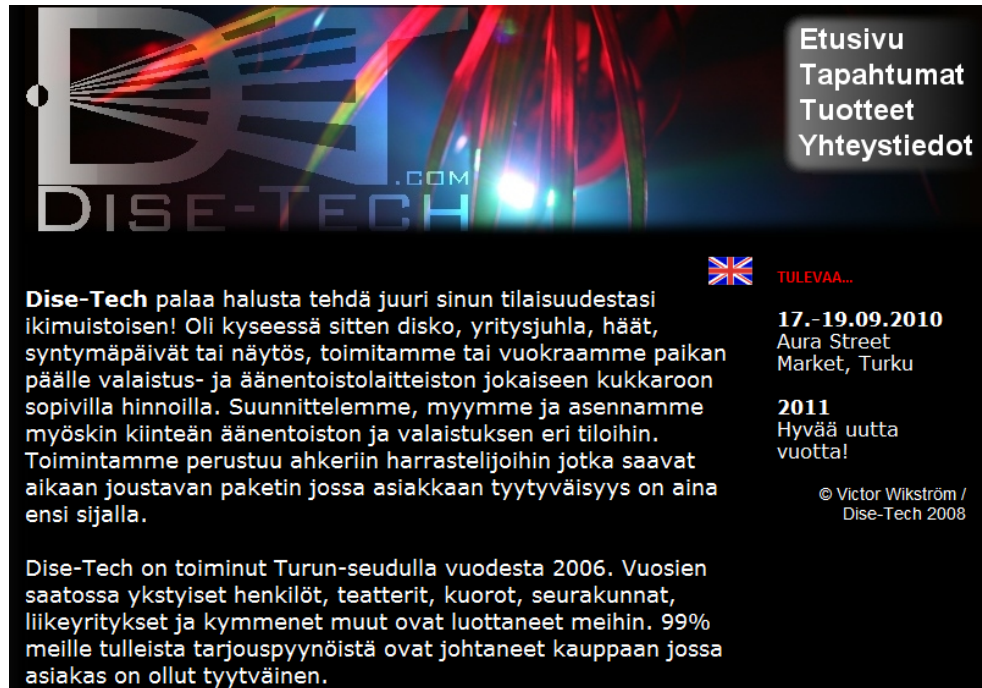 .COM
DISE-TECH
Etusivu
Tapahtumat
Tuotteet
Yhteystiedot
Dise-Tech palaa halusta tehdä juuri sinun tilaisuudestasi
ikimuistoisen! Oli kyseessä sitten disko, yritysjuhla, häät,
syntymäpäivät tai näytös, toimitamme tai vuokraamme paikan
päälle valaistus- ja äänentoistolaitteiston jokaiseen kukkaroon
sopivilla hinnoilla. Suunnittelemme, myymme ja asennamme
myöskin kiinteän äänentoiston ja valaistuksen eri tiloihin.
Toimintamme perustuu ahkeriin harrastelijoihin jotka saavat
aikaan joustavan paketin jossa asiakkaan tyytyväisyys on aina
ensi sijalla.
Dise-Tech on toiminut Turun-seudulla vuodesta 2006. Vuosien
saatossa ykstyiset henkilöt, teatterit, kuorot, seurakunnat,
liikeyritykset ja kymmenet muut ovat luottaneet meihin. 99%
meille tulleista tarjouspyynöistä ovat johtaneet kauppaan jossa
asiakas on ollut tyytväinen.
TULEVAA...
17.-19.09.2010
Aura Street
Market, Turku
2011
Hyvää uutta
vuotta!
© Victor Wikström /
Dise-Tech 2008